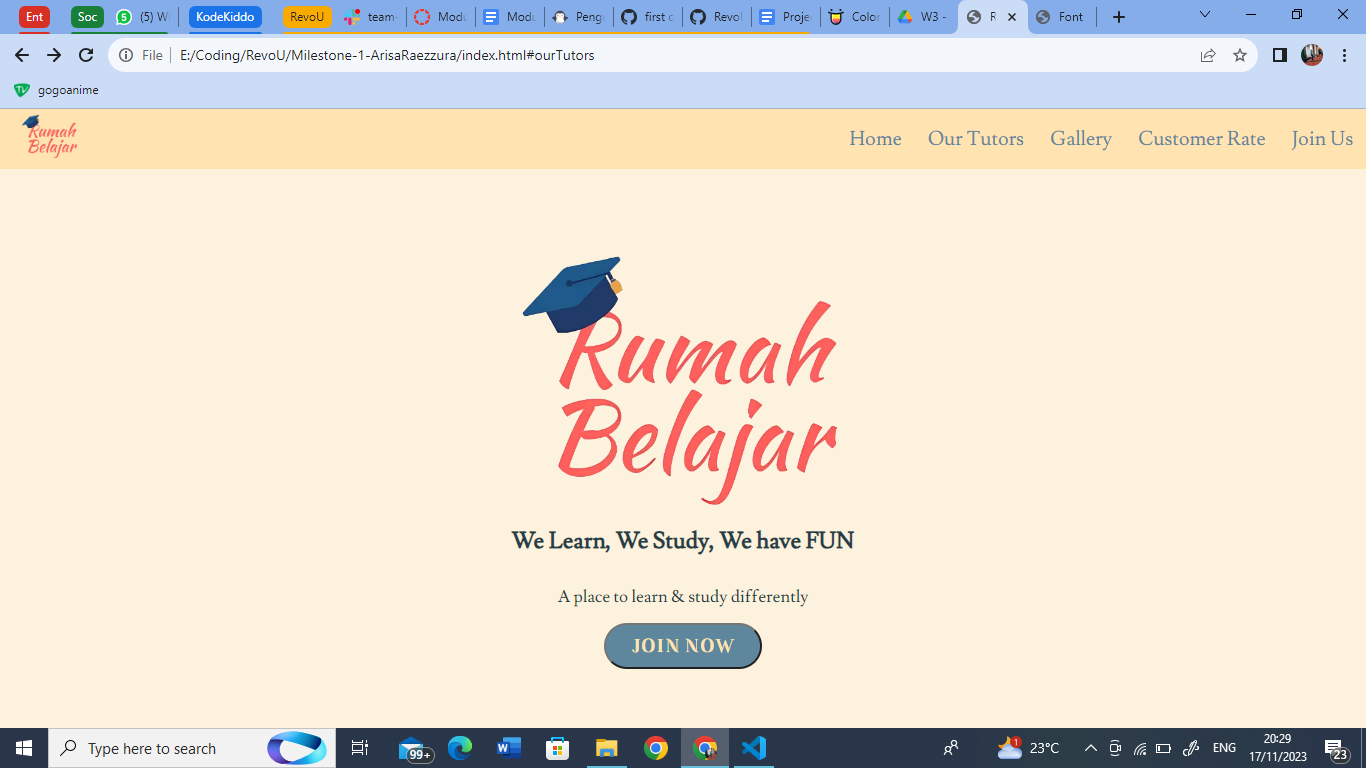 Ent
Soc
5
(5) W
KodeKiddo
RevoU
team-
Modu
Modu
Peng
first c
RevoU
Proje
Color
W3 -
R
Font
File
E:/Coding/RevoU/Milestone-1-ArisaRaezzura/index.html#ourTutors
gogoanime
Rumah
Belajar
Home
Our Tutors
Gallery
Customer Rate
Join Us
Rumah
Belajar
We Learn, We Study, We have FUN
A place to learn & study differently
JOIN NOW
Type here to search
99+
1
23°C
ENG
20:29
17/11/2023
23